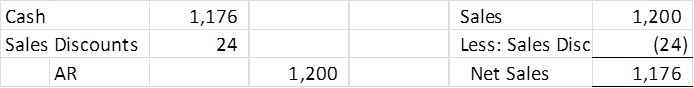 Cash 1,176 Sales 1,200
Sales Discounts 24 Less: Sales Disc (24)
AR 1,200 Net Sales 1,176